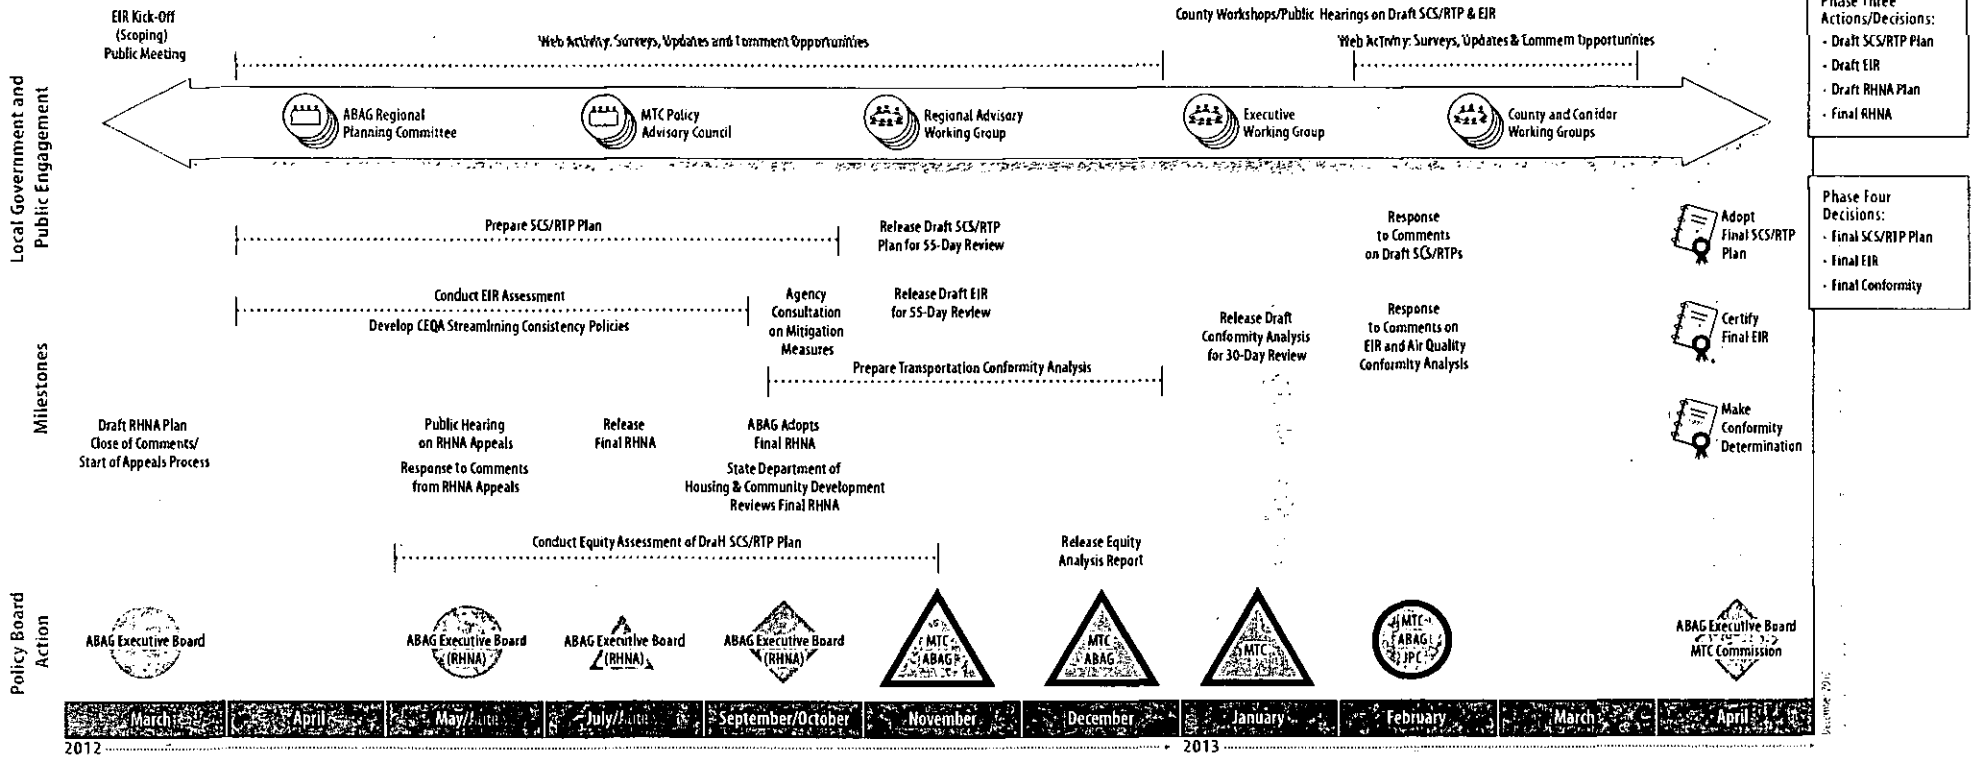 EIR Kick-Off
(Scoping)
Public Meeting
County Workshops/Public Hearings on Draft SCS/RTP & EIR
Web Activity: Surveys, Updates and Comment Opportunities
Web Activity: Surveys, Updates & Comment Opportunities
Phase Three
Actions/Decisions:
- Draft SCS/RTP Plan
- Draft EIR
- Draft RHNA Plan
- Final RHNA
Local Government and
Public Engagement
ABAG Regional
Planning Committee
MTC Policy
Advisory Council
Regional Advisory
Working Group
Executive
Working Group
County and Corridor
Working Groups
Phase Four
Decisions:
- Final SCS/RTP Plan
- Final EIR
- Final Conformity
Milestones
Prepare SCS/RTP Plan
Release Draft SCS/RTP
Plan for 55-Day Review
Response
to Comments
on Draft SCS/RTPs
Adopt
Final SCS/RTP
Plan
Conduct EIR Assessment
Develop CEQA Streamlining Consistency Policies
Agency
Consultation
on Mitigation
Measures
Release Draft EIR
for 55-Day Review
Release Draft
Conformity Analysis
for 30-Day Review
Response
to Comments on
EIR and Air Quality
Conformity Analysis
Certify
Final EIR
Prepare Transportation Conformity Analysis
Draft RHNA Plan
Close of Comments/
Start of Appeals Process
Public Hearing
on RHNA Appeals
Response to Comments
from RHNA Appeals
Release
Final RHNA
ABAG Adopts
Final RHNA
State Department of
Housing & Community Development
Reviews Final RHNA
Make
Conformity
Determination
Conduct Equity Assessment of Draft SCS/RTP Plan
Release Equity
Analysis Report
Policy Board
Action
ABAG Executive Board
ABAG Executive Board
(RHNA)
ABAG Executive Board
(RHNA)
ABAG Executive Board
(RHNA)
MTC
ABAG
MTC
ABAG
MTC
MTC
ABAG
JPC
ABAG Executive Board
MTC Commission
March
April
May/
July/
September/October
November
December
January
February
March
April
2012
2013